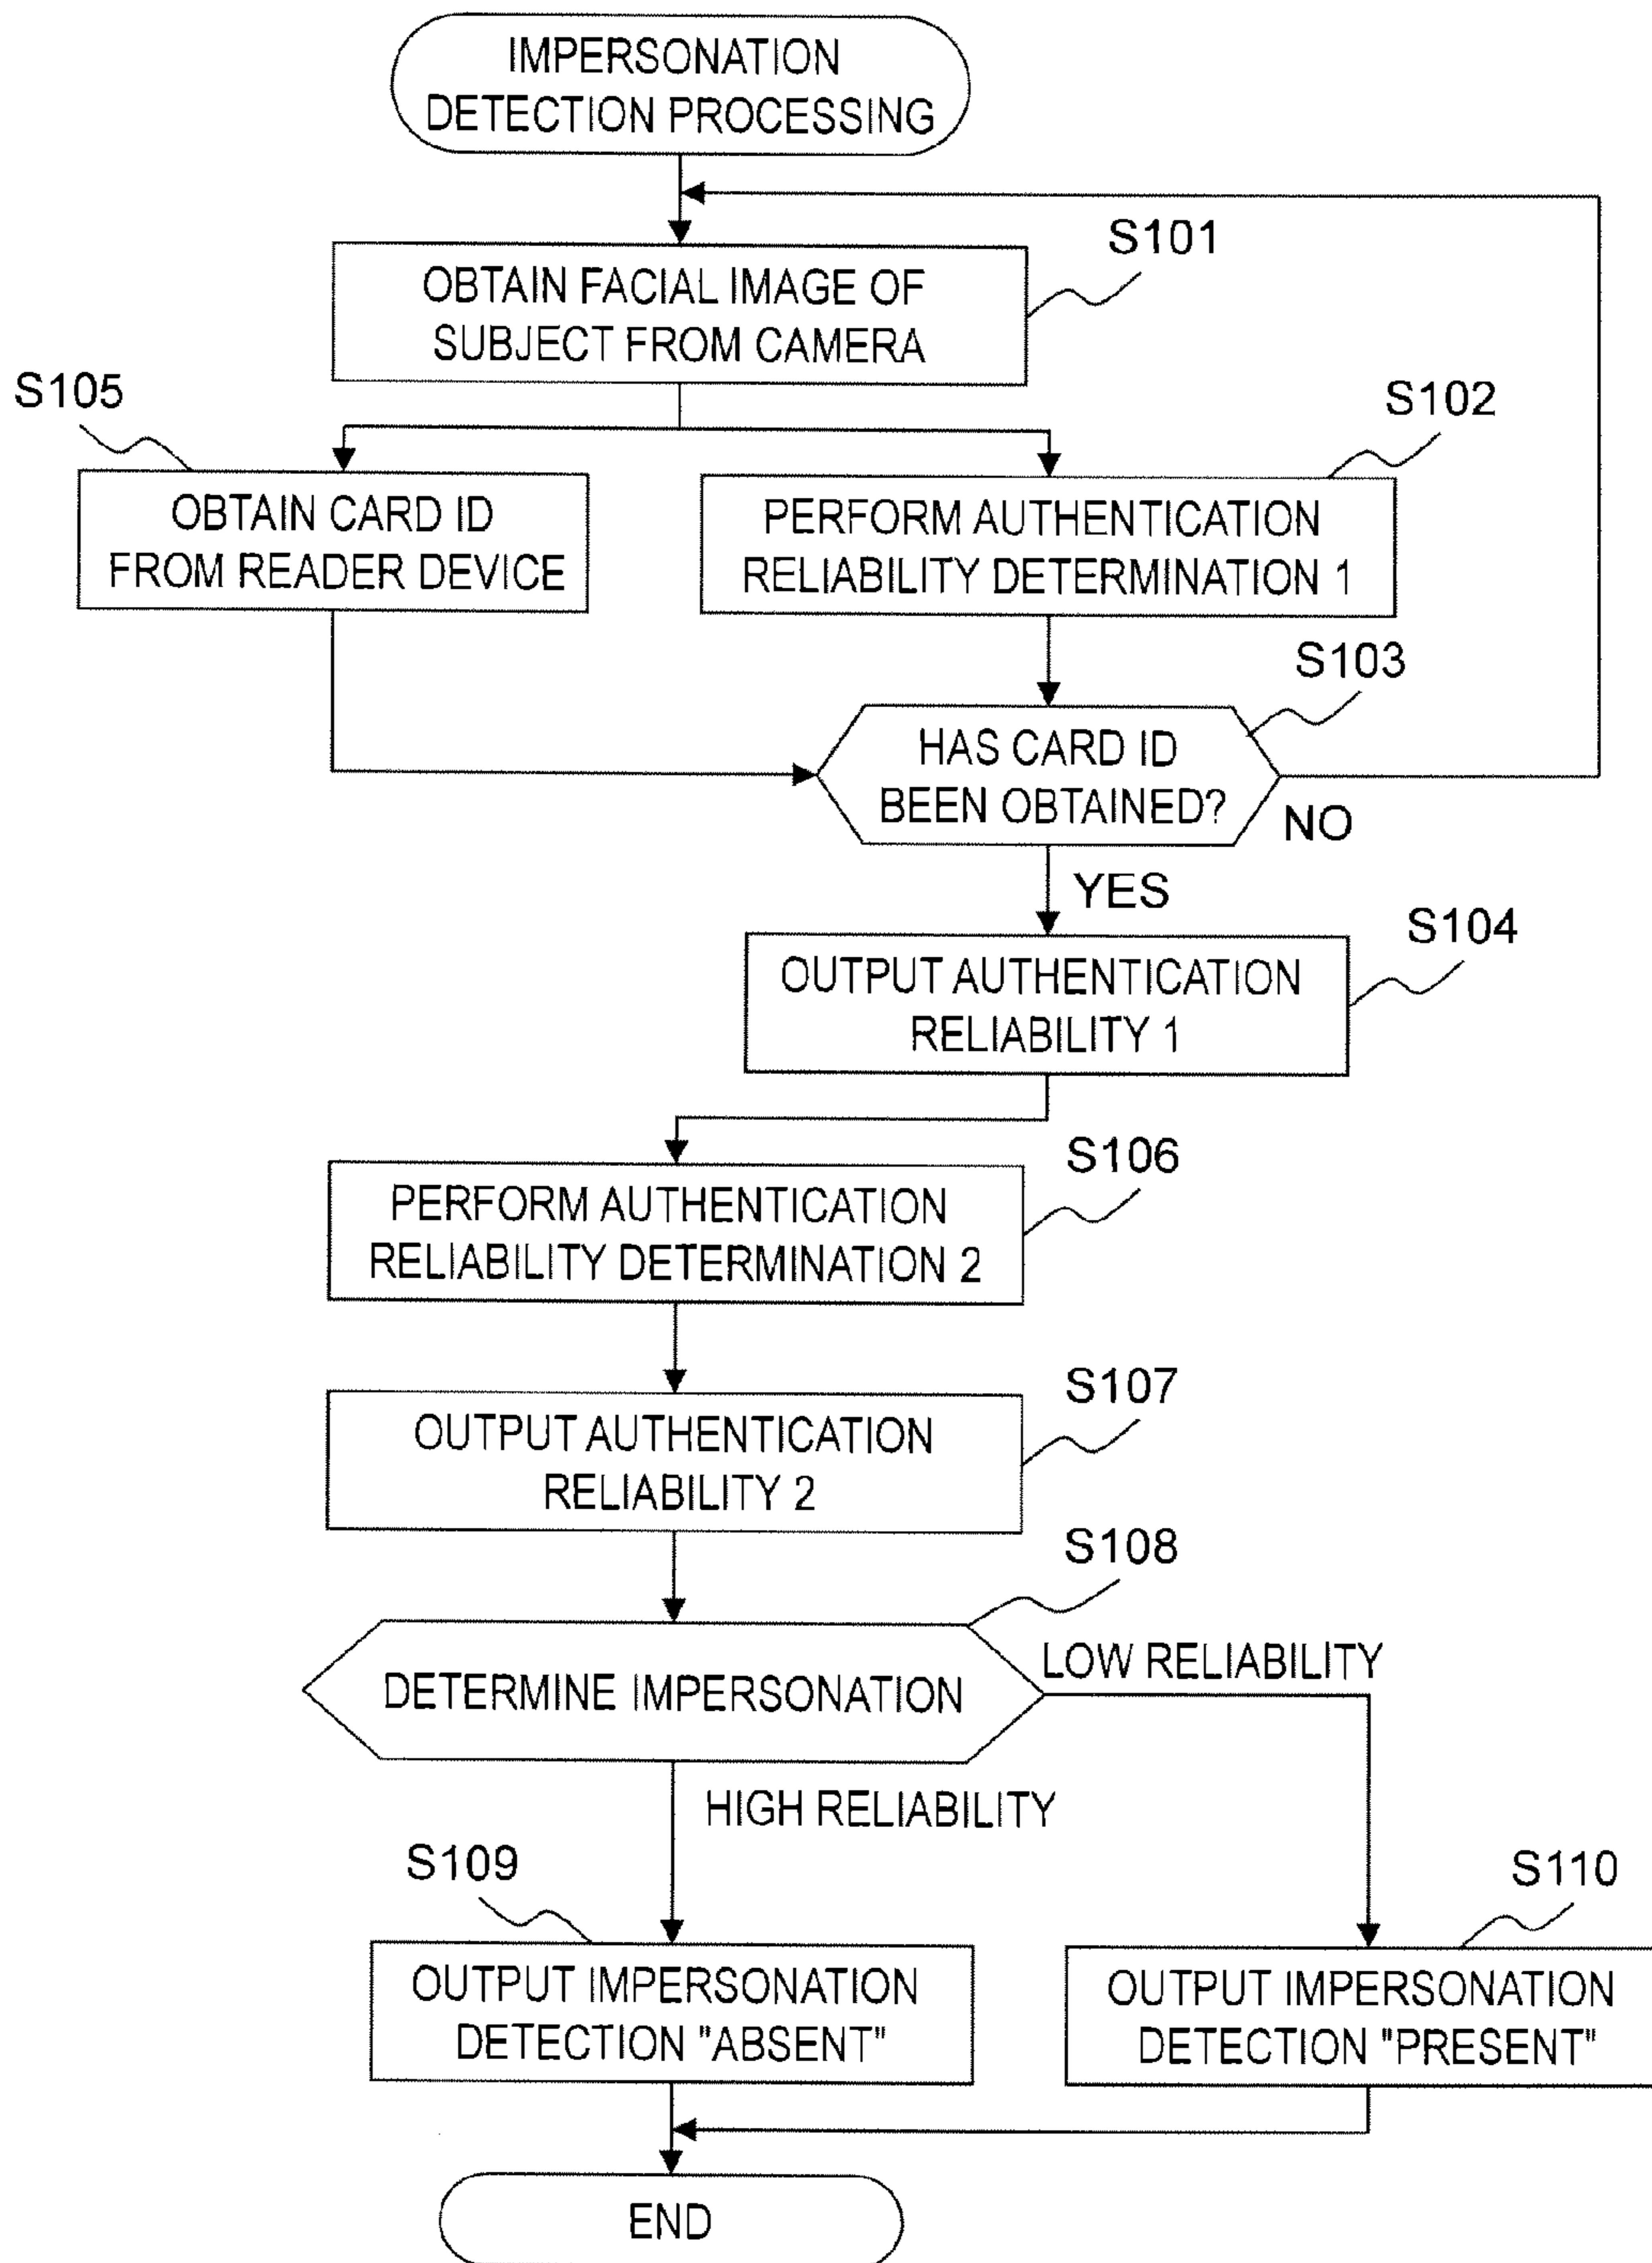 IMPERSONATION
DETECTION PROCESSING
S101
OBTAIN FACIAL IMAGE OF
SUBJECT FROM CAMERA
S105
OBTAIN CARD ID
FROM READER DEVICE
S102
PERFORM AUTHENTICATION
RELIABILITY DETERMINATION 1
S103
HAS CARD ID
BEEN OBTAINED?
NO
YES
S104
OUTPUT AUTHENTICATION
RELIABILITY 1
S106
PERFORM AUTHENTICATION
RELIABILITY DETERMINATION 2
S107
OUTPUT AUTHENTICATION
RELIABILITY 2
S108
DETERMINE IMPERSONATION
LOW RELIABILITY
HIGH RELIABILITY
S109
OUTPUT IMPERSONATION
DETECTION "ABSENT"
S110
OUTPUT IMPERSONATION
DETECTION "PRESENT"
END